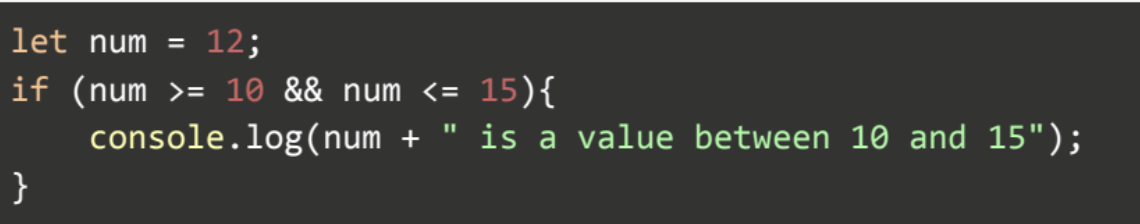 let num = 12;
if (num >= 10 && num <= 15){
    console.log(num + " is a value between 10 and 15");
}